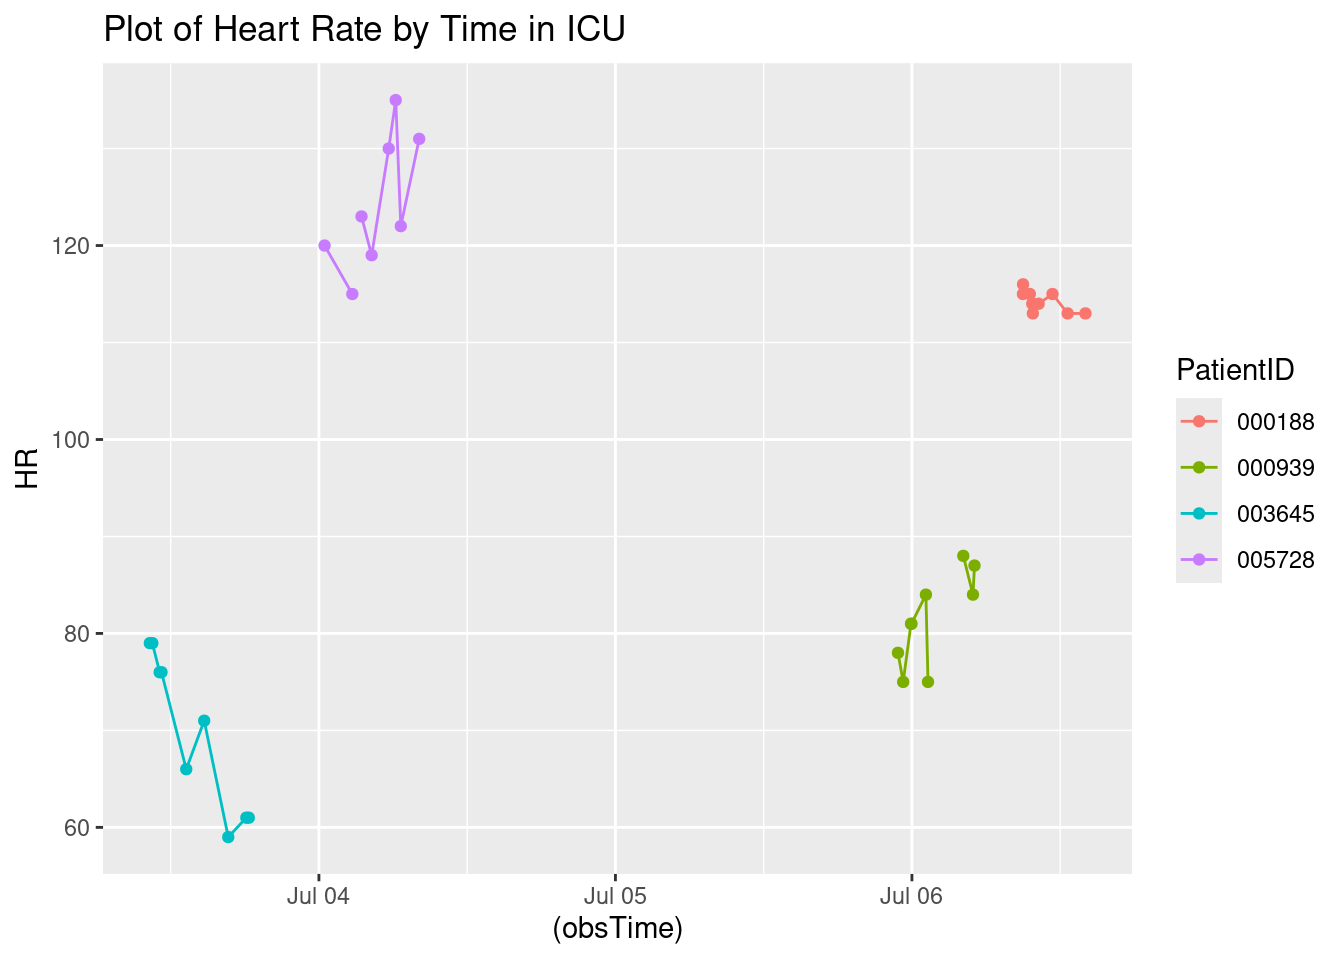 Plot of Heart Rate by Time in ICU
HR
120
100
80
60
Jul 04
Jul 05
Jul 06
(obsTime)
PatientID
000188
000939
003645
005728